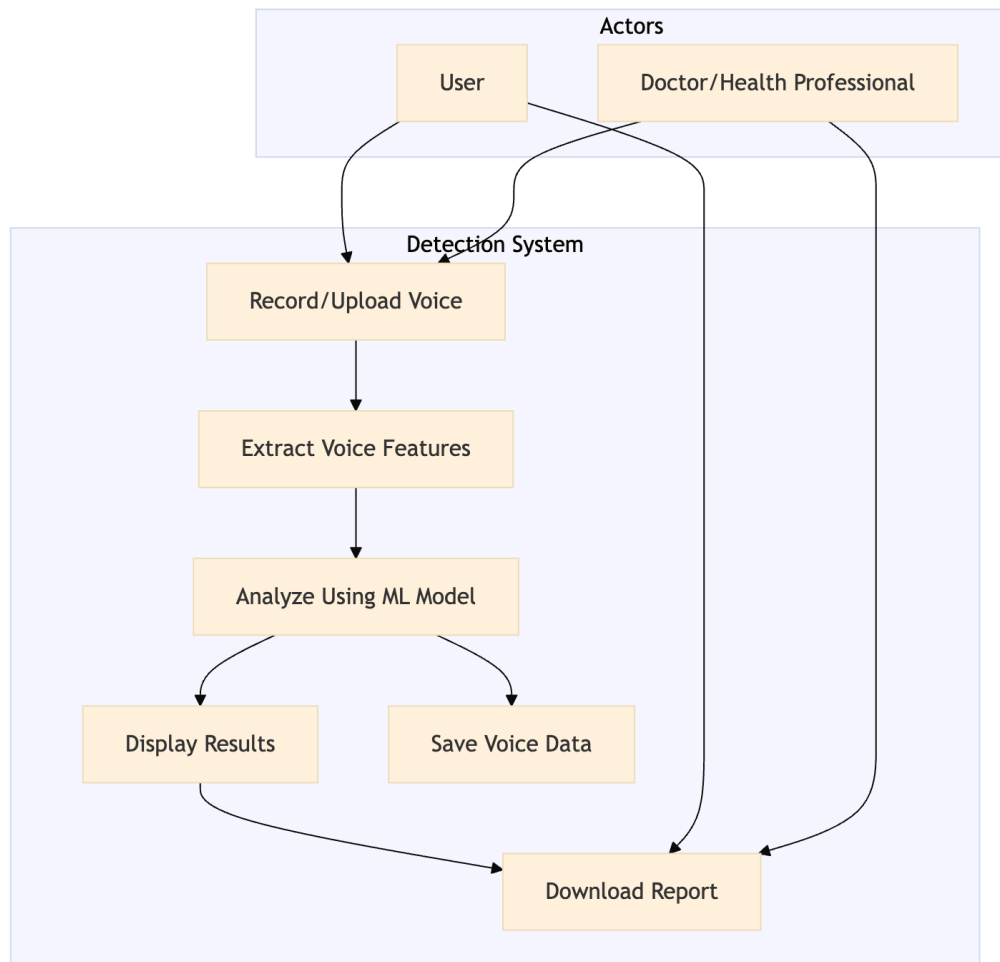 Actors
User
Doctor/Health Professional
Detection System
Record/Upload Voice
Extract Voice Features
Analyze Using ML Model
Display Results
Save Voice Data
Download Report